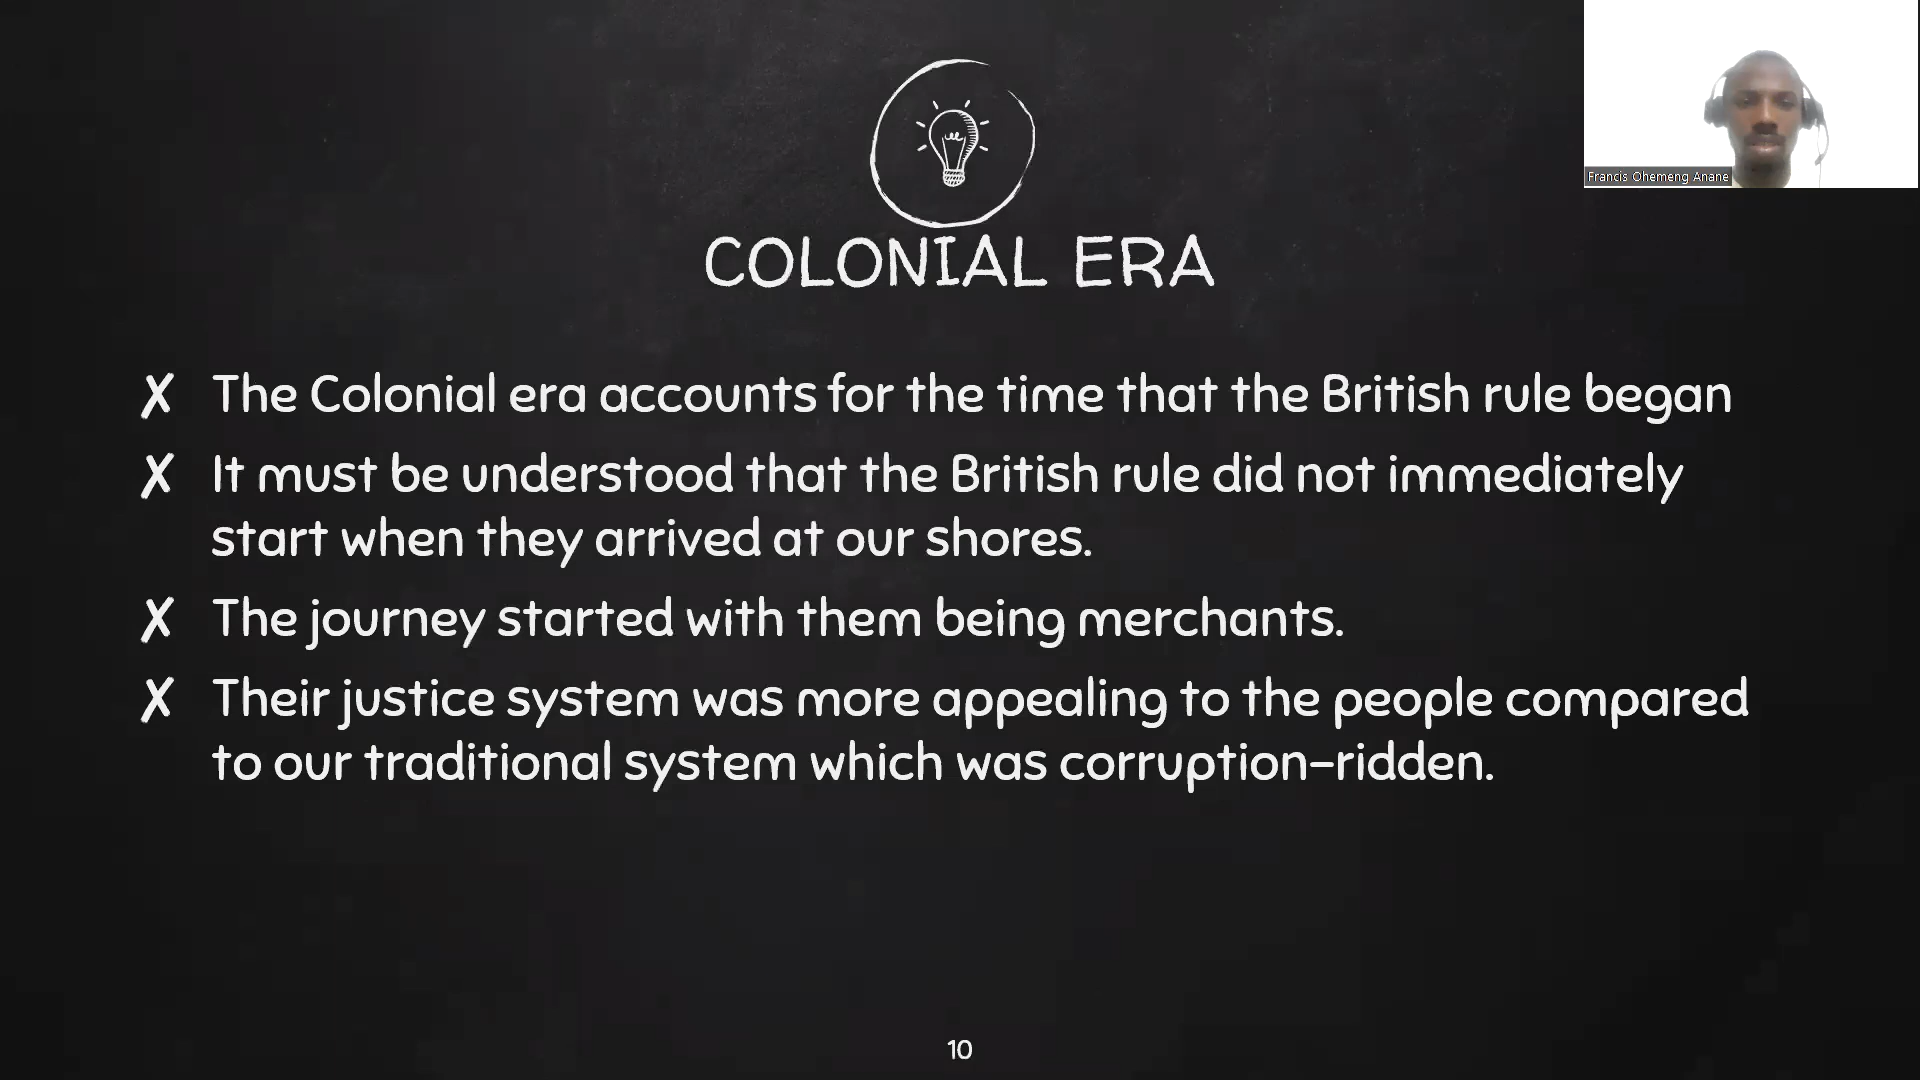 Francis Ohemeng Anane
COLONIAL ERA
✗ The Colonial era accounts for the time that the British rule began
✗ It must be understood that the British rule did not immediately
start when they arrived at our shores.
✗ The journey started with them being merchants.
✗ Their justice system was more appealing to the people compared
to our traditional system which was corruption-ridden.
10